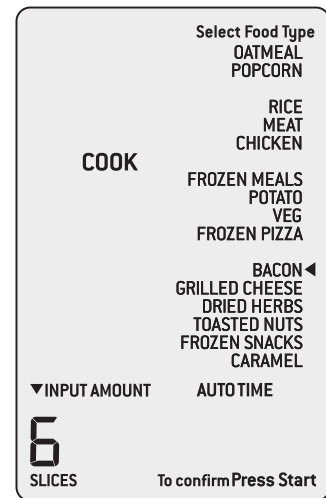 Select Food Type
OATMEAL
POPCORN
RICE
MEAT
CHICKEN
COOK
FROZEN MEALS
POTATO
VEG
FROZEN PIZZA
BACON◀
GRILLED CHEESE
DRIED HERBS
TOASTED NUTS
FROZEN SNACKS
CARAMEL
▼INPUT AMOUNT AUTO TIME
6
SLICES To confirm Press Start